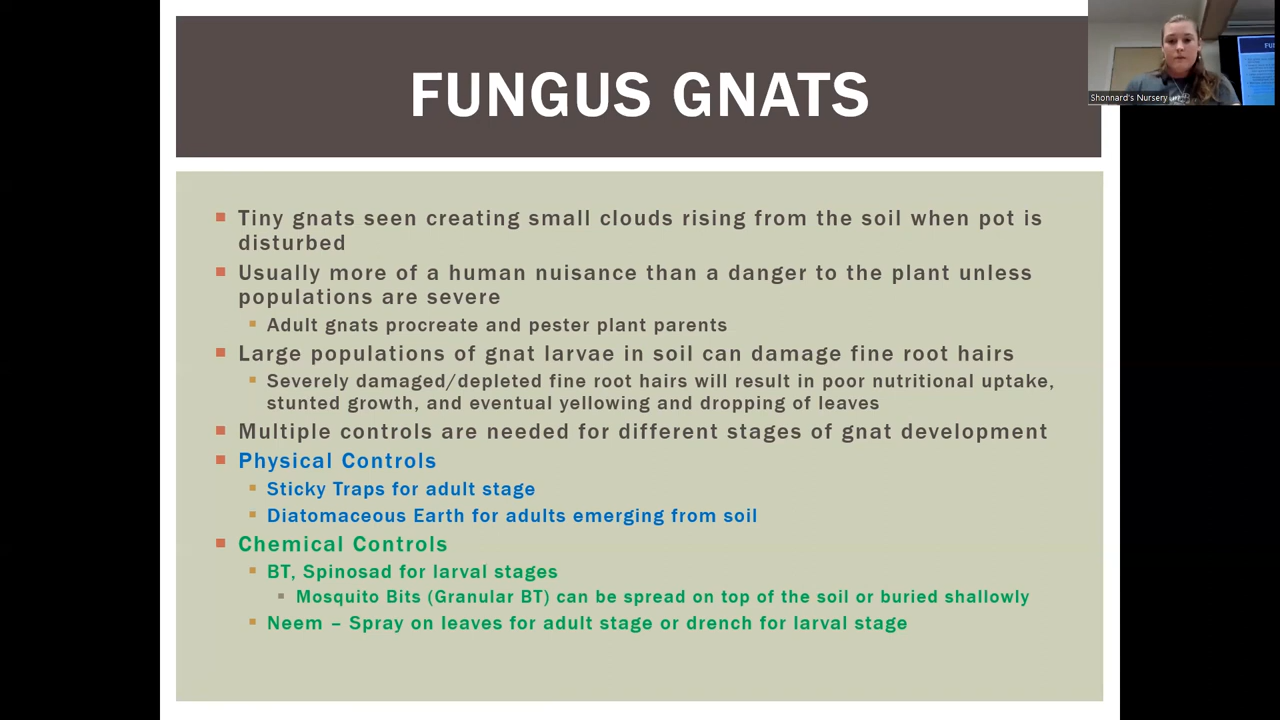 FUNGUS GNATS
Shonnard's Nursery
Tiny gnats seen creating small clouds rising from the soil when pot is
disturbed
Usually more of a human nuisance than a danger to the plant unless
populations are severe
Adult gnats procreate and pester plant parents
Large populations of gnat larvae in soil can damage fine root hairs
Severely damaged/depleted fine root hairs will result in poor nutritional uptake,
stunted growth, and eventual yellowing and dropping of leaves
Multiple controls are needed for different stages of gnat development
Physical Controls
Sticky Traps for adult stage
Diatomaceous Earth for adults emerging from soil
Chemical Controls
BT, Spinosad for larval stages
Mosquito Bits (Granular BT) can be spread on top of the soil or buried shallowly
Neem – Spray on leaves for adult stage or drench for larval stage